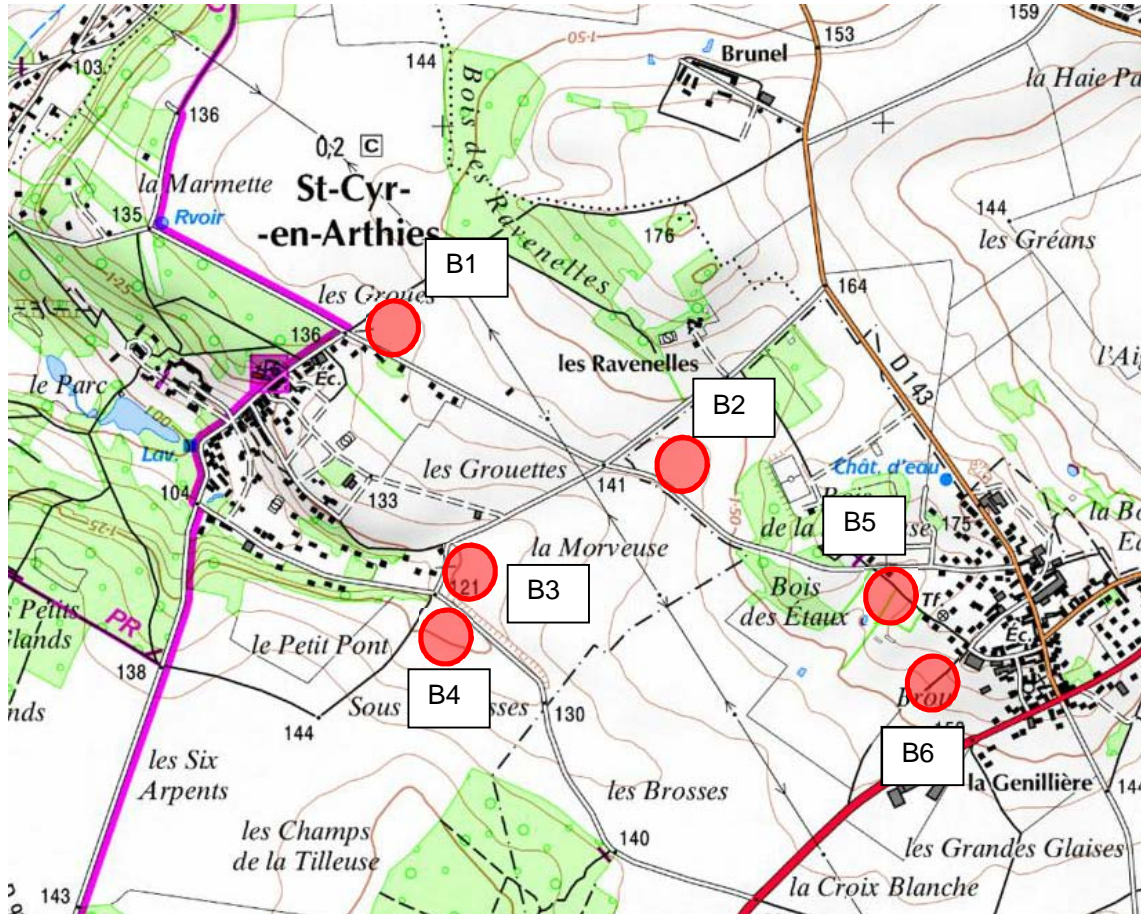 159
153
103
144
Brunel
la Haie Pa
136
0,2 C
Bois des Ravenelles
la Marmette
St-Cyr-
-en-Arthies
135
Rvoir
144
176
les Gréans
B1
164
les Groues
136
les Ravenelles
D 143
l'Aig
le Parc
Éc.
B2
Lav.
les Grouettes
141
Chât. d'eau
104
133
B5
175
de la
la Morveuse
121
B3
Bois
des Étaux
Tf
Éc.
PR
le Petit Pont
138
B4
Sous
130
144
B6
les Six
Arpents
la Genillière
144
les Brosses
les Champs
de la Tilleuse
140
les Grandes Glaises
la Croix Blanche
143